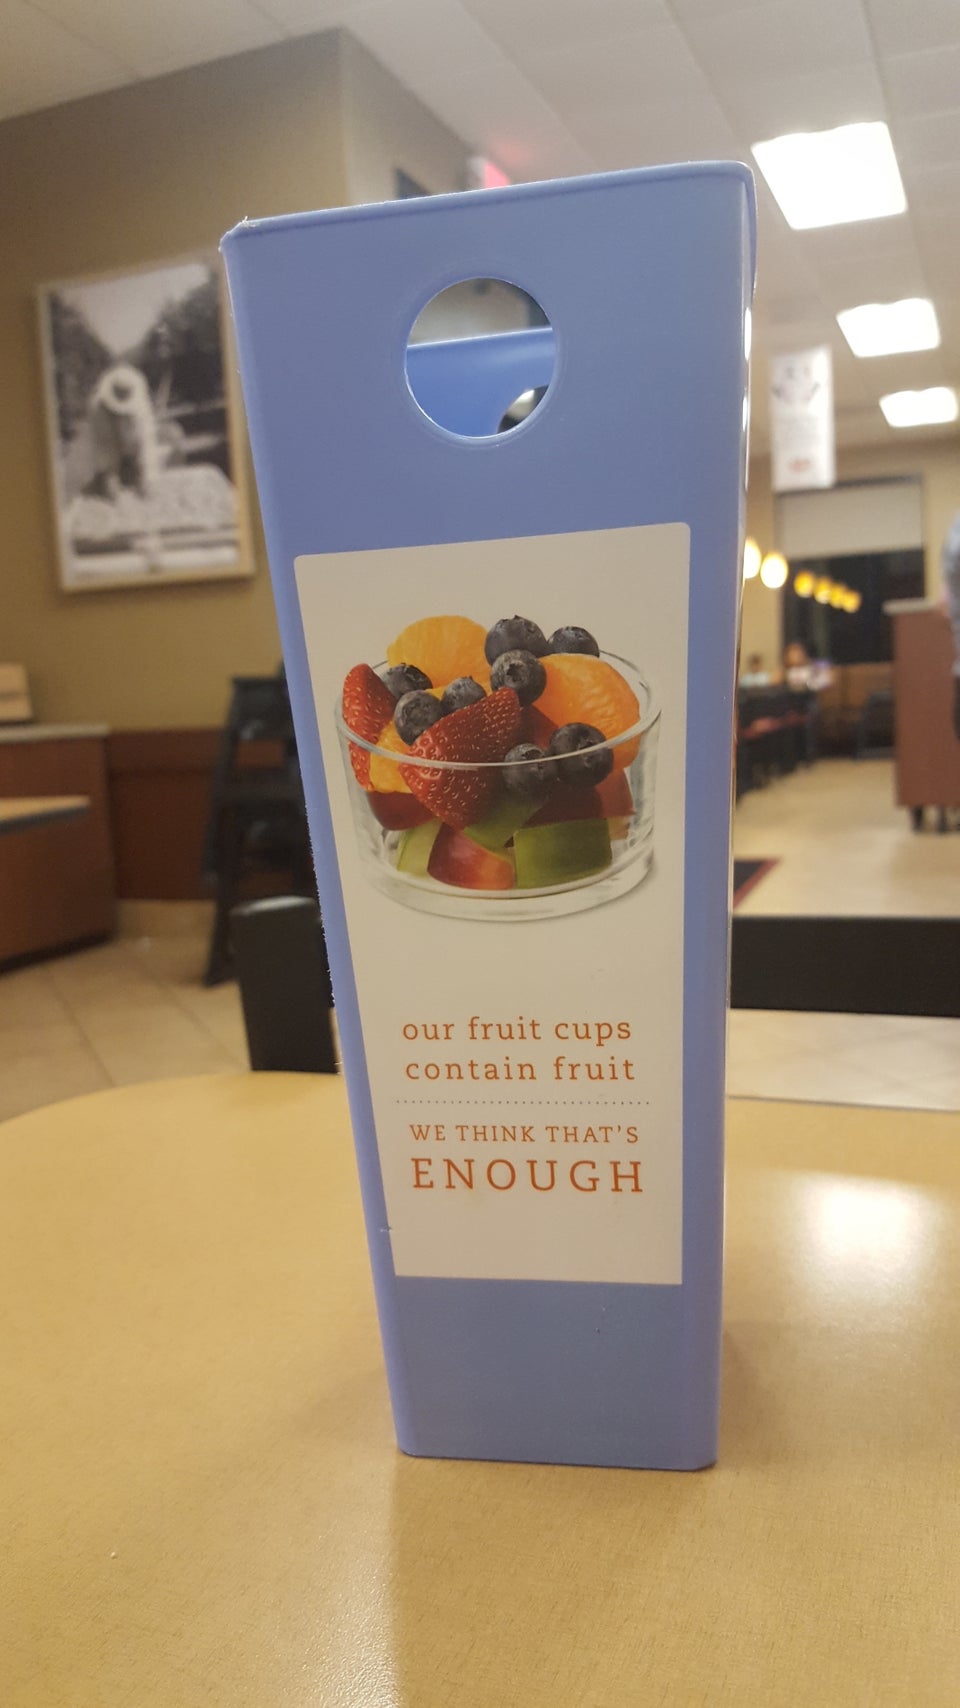 our fruit cups
contain fruit
WE THINK THAT'S
ENOUGH